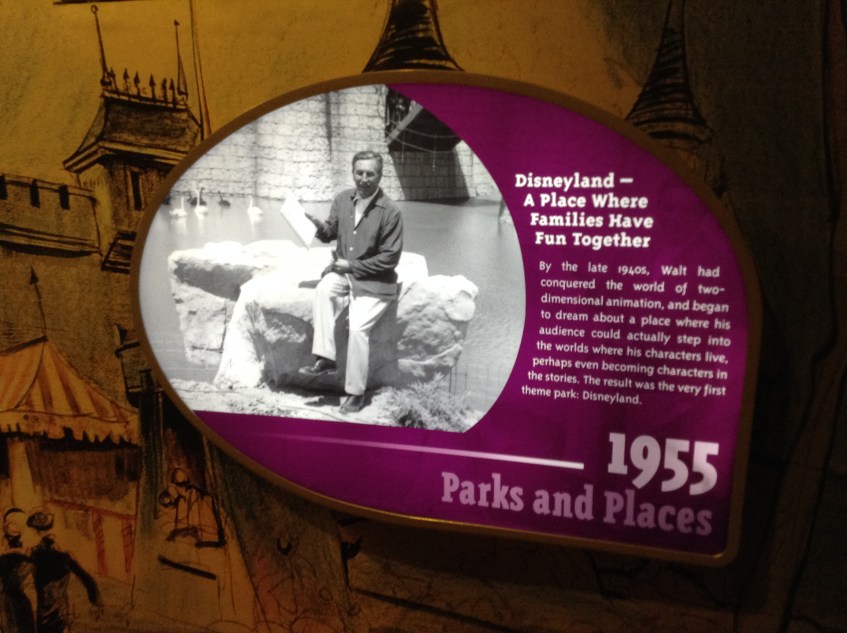 Disneyland –
A Place Where
Families Have
Fun Together
By the late 1940s, Walt had
conquered the world of two-
dimensional animation, and began
to dream about a place where his
audience could actually step into
the worlds where his characters live,
perhaps even becoming characters in
the stories. The result was the very first
theme park: Disneyland.
1955
Parks and Places